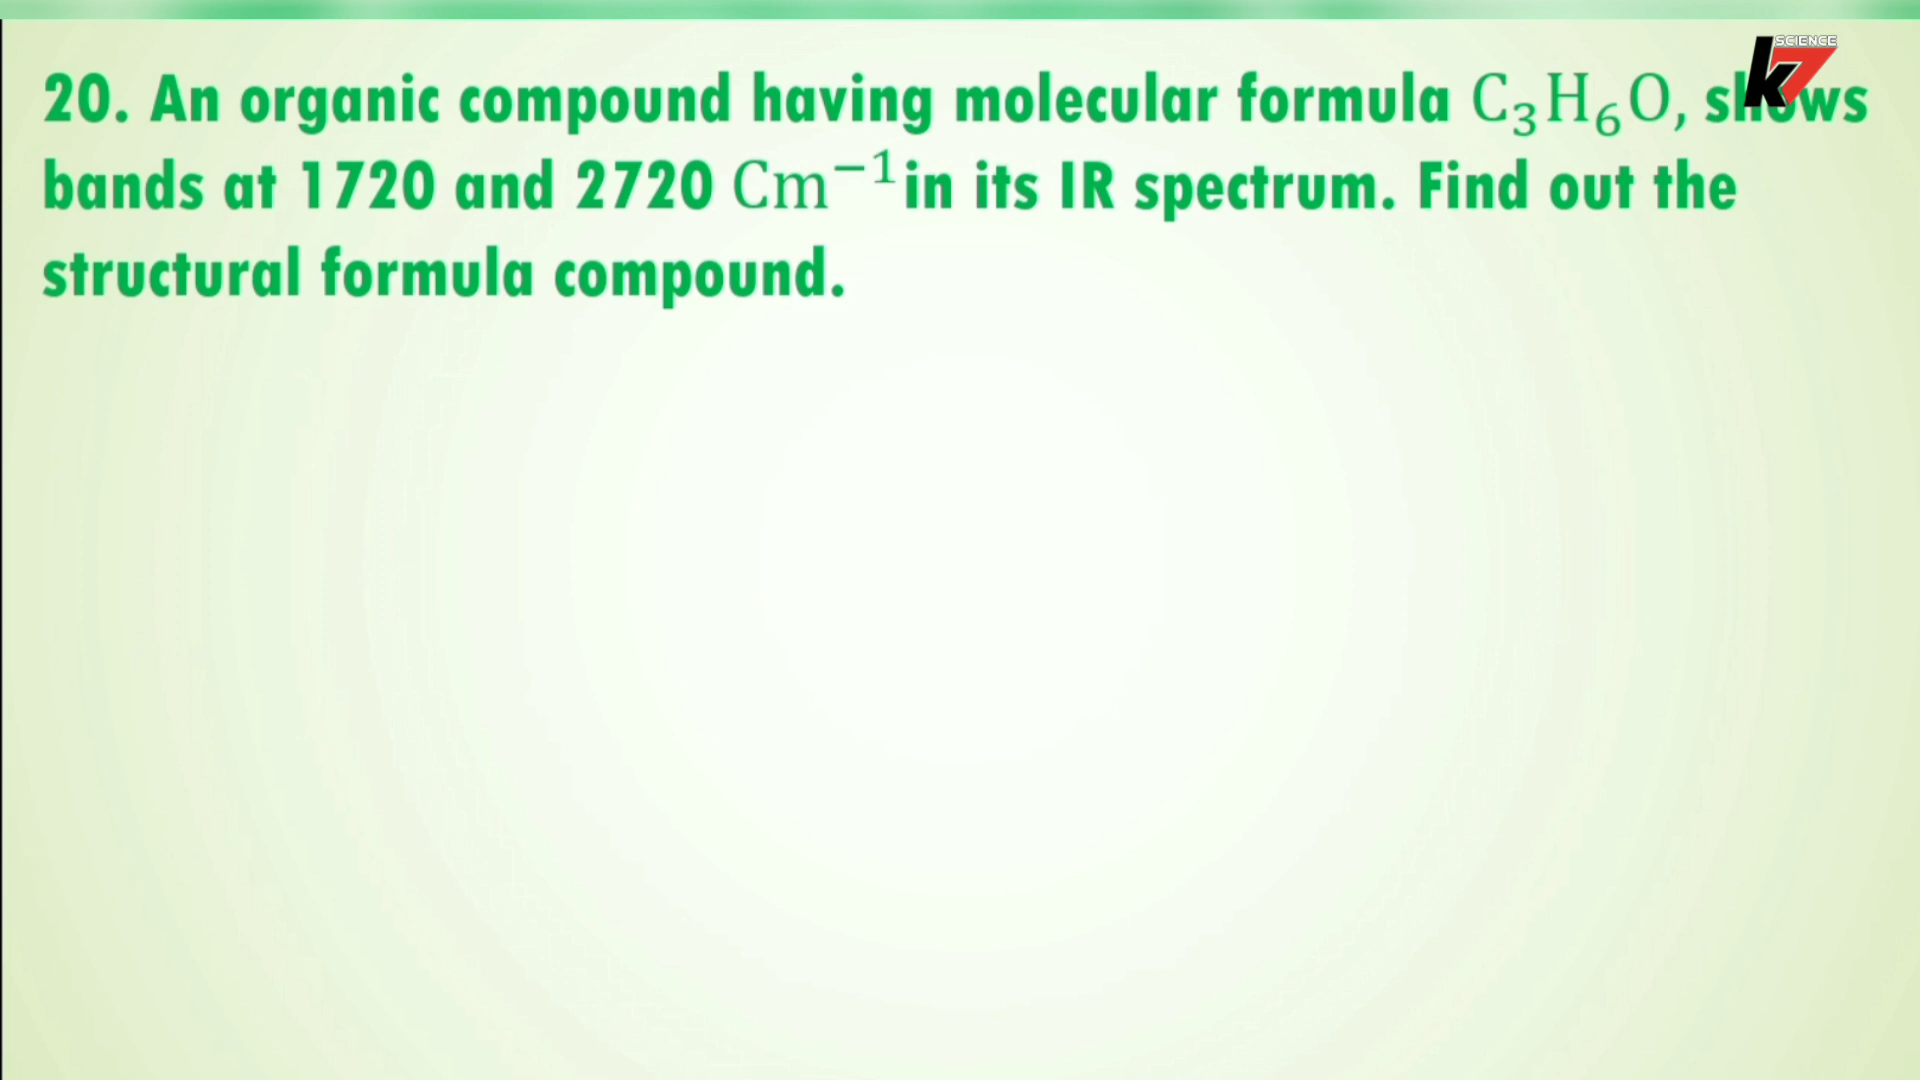 SCIENCE
k7
20. An organic compound having molecular formula C₃H₆O, shows
bands at 1720 and 2720 Cm⁻¹ in its IR spectrum. Find out the
structural formula compound.